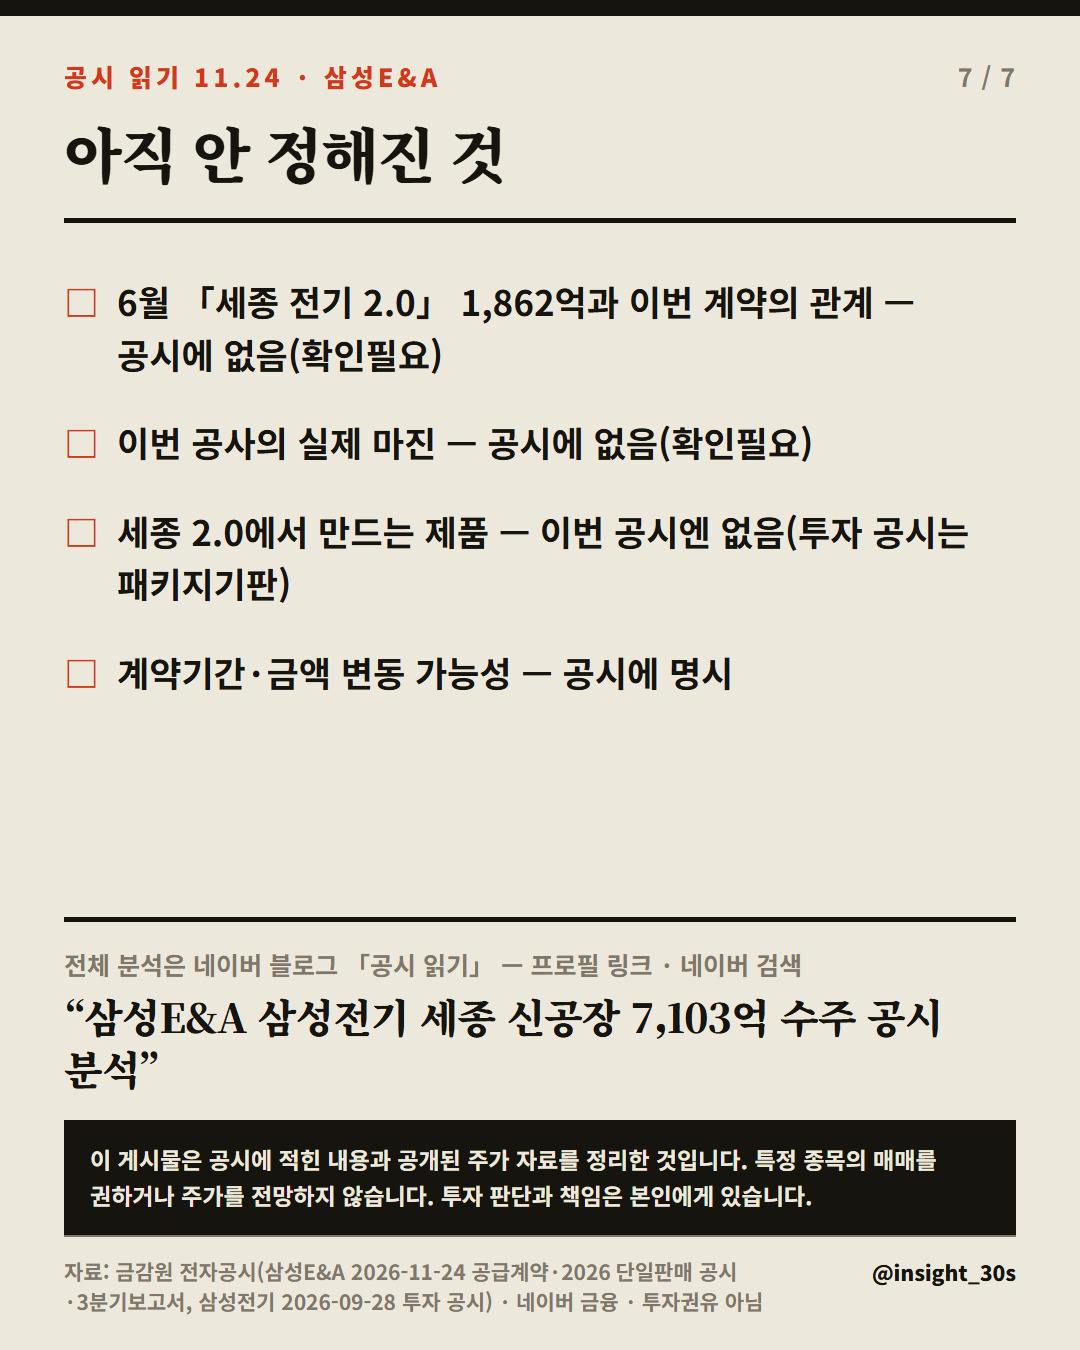 공시 읽기 11.24 · 삼성E&A
7 / 7
아직 안 정해진 것
□ 6월 「세종 전기 2.0」 1,862억과 이번 계약의 관계 —
공시에 없음(확인필요)
□ 이번 공사의 실제 마진 — 공시에 없음(확인필요)
□ 세종 2.0에서 만드는 제품 — 이번 공시엔 없음(투자 공시는
패키지기판)
□ 계약기간·금액 변동 가능성 — 공시에 명시
전체 분석은 네이버 블로그 「공시 읽기」 — 프로필 링크 · 네이버 검색
“삼성E&A 삼성전기 세종 신공장 7,103억 수주 공시
분석”
이 게시물은 공시에 적힌 내용과 공개된 주가 자료를 정리한 것입니다. 특정 종목의 매매를
권하거나 주가를 전망하지 않습니다. 투자 판단과 책임은 본인에게 있습니다.
자료: 금감원 전자공시(삼성E&A 2026-11-24 공급계약·2026 단일판매 공시
·3분기보고서, 삼성전기 2026-09-28 투자 공시) · 네이버 금융 · 투자권유 아님
@insight_30s